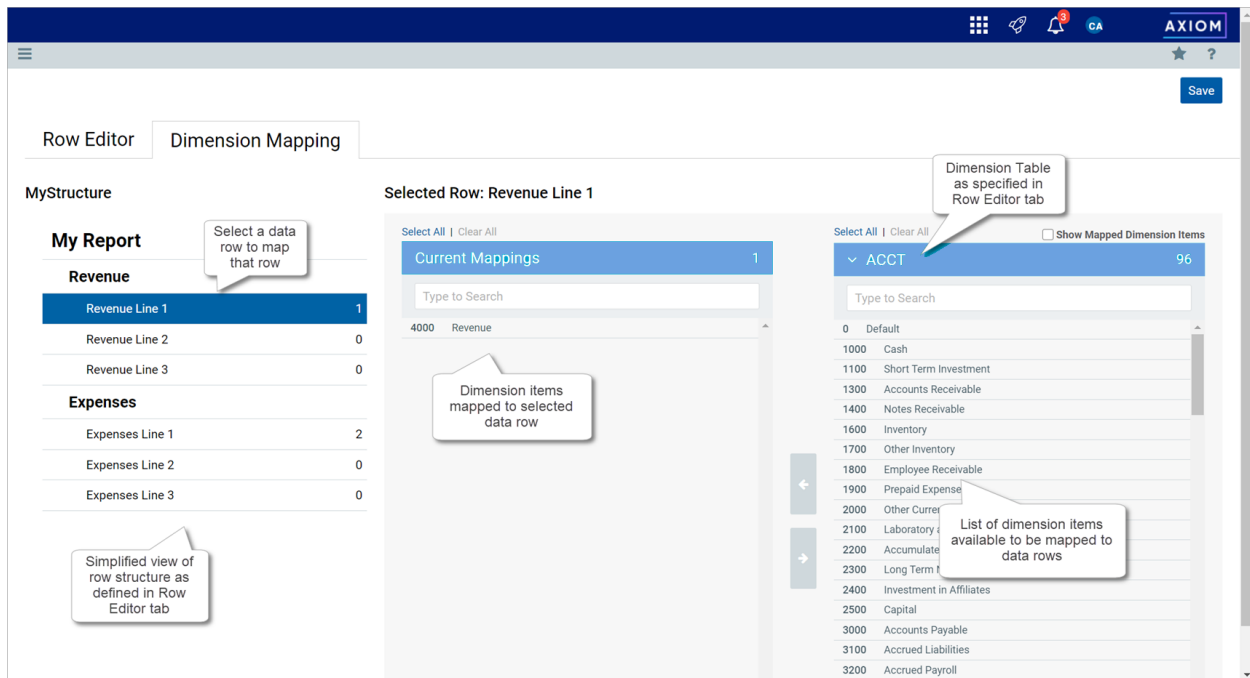 3
CA
AXIOM
?
Save
Row Editor
Dimension Mapping
MyStructure
Selected Row: Revenue Line 1
Dimension Table
as specified in
Row Editor tab
My Report
Select a data
row to map
that row
Revenue
Revenue Line 1 1
Revenue Line 2 0
Revenue Line 3 0
Expenses
Expenses Line 1 2
Expenses Line 2 0
Expenses Line 3 0
Simplified view of
row structure as
defined in Row
Editor tab
Select All | Clear All
Current Mappings 1
Type to Search
4000 Revenue
Dimension items
mapped to selected
data row
Select All | Clear All
Show Mapped Dimension Items
ACCT 96
Type to Search
0 Default
1000 Cash
1100 Short Term Investment
1300 Accounts Receivable
1400 Notes Receivable
1600 Inventory
1700 Other Inventory
1800 Employee Receivable
1900 Prepaid Expense
2000 Other
2100 Laboratory
2200
2300 Long Term
2400 Investment in Affiliates
2500 Capital
3000 Accounts Payable
3100 Accrued Liabilities
3200 Accrued Payroll
List of dimension items
available to be mapped to
data rows